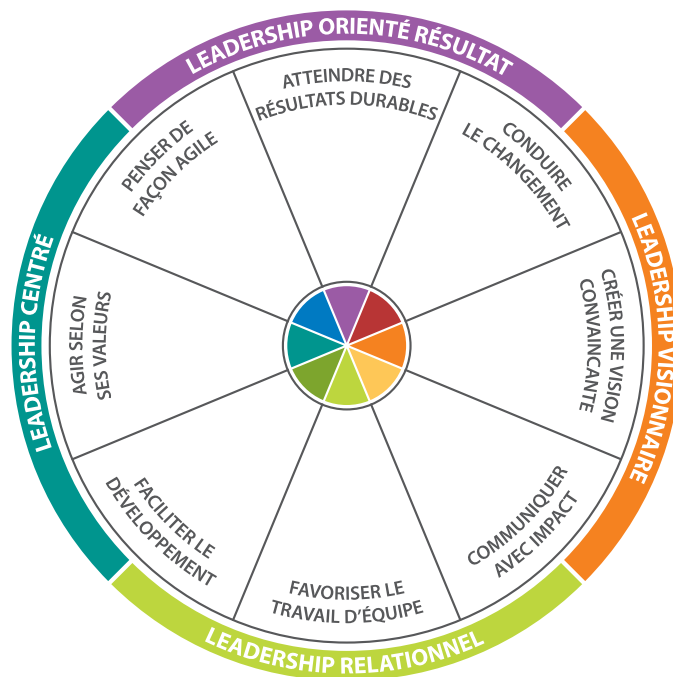 LEADERSHIP ORIENTÉ RÉSULTAT
ATTEINDRE DES
RÉSULTATS DURABLES
CONDUIRE
LE CHANGEMENT
LEADERSHIP VISIONNAIRE
CRÉER UNE VISION
CONVAINCANTE
COMMUNIQUER
AVEC IMPACT
LEADERSHIP RELATIONNEL
FAVORISER LE
TRAVAIL D’ÉQUIPE
FACILITER LE
DÉVELOPPEMENT
LEADERSHIP CENTRÉ
AGIR SELON
SES VALEURS
PENSER DE
FAÇON AGILE